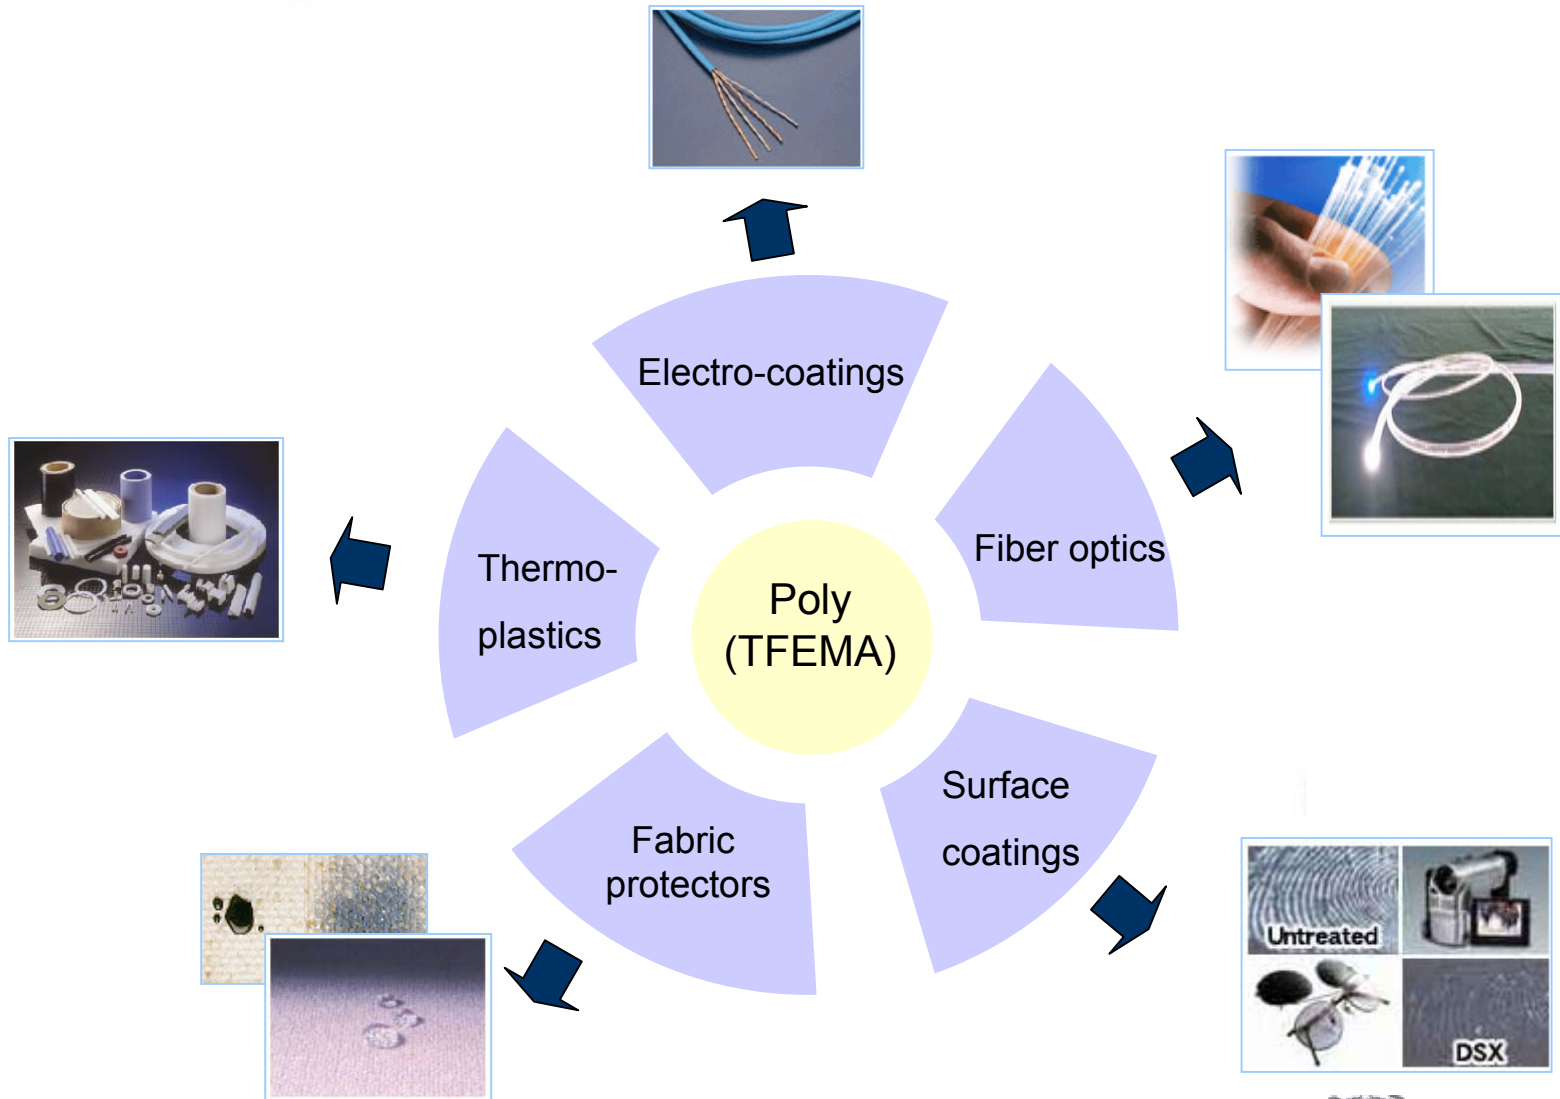 Electro-coatings
Fiber optics
Thermo-
plastics
Poly
(TFEMA)
Surface
coatings
Fabric
protectors
Untreated
DSX